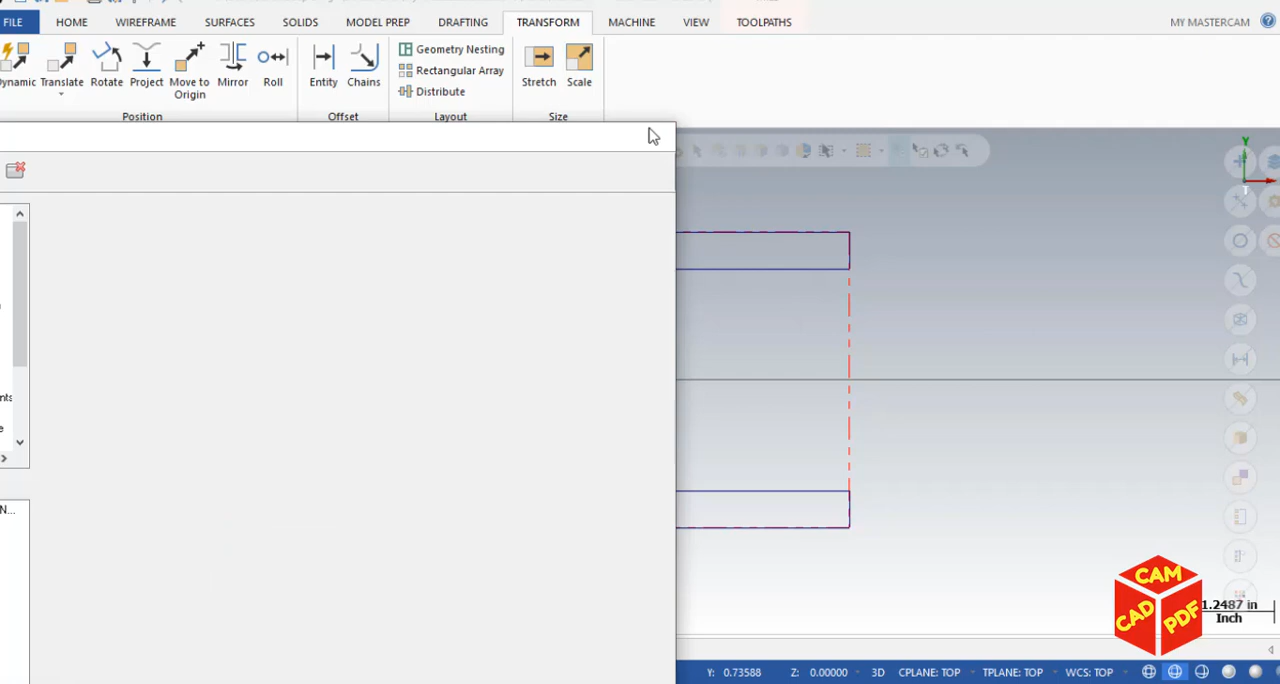 FILE HOME WIREFRAME SURFACES SOLIDS MODEL PREP DRAFTING TRANSFORM MACHINE VIEW TOOLPATHS MY MASTERCAM
Dynamic Translate Rotate Project Move to Origin Mirror Roll
Position
Entity Chains
Offset
Geometry Nesting
Rectangular Array
Distribute
Layout
Stretch Scale
Size
Y
T
nts
e
N...
CAM
CAD
PDF
1.2487 in
Inch
Y: 0.73588 Z: 0.00000 3D CPLANE: TOP TPLANE: TOP WCS: TOP